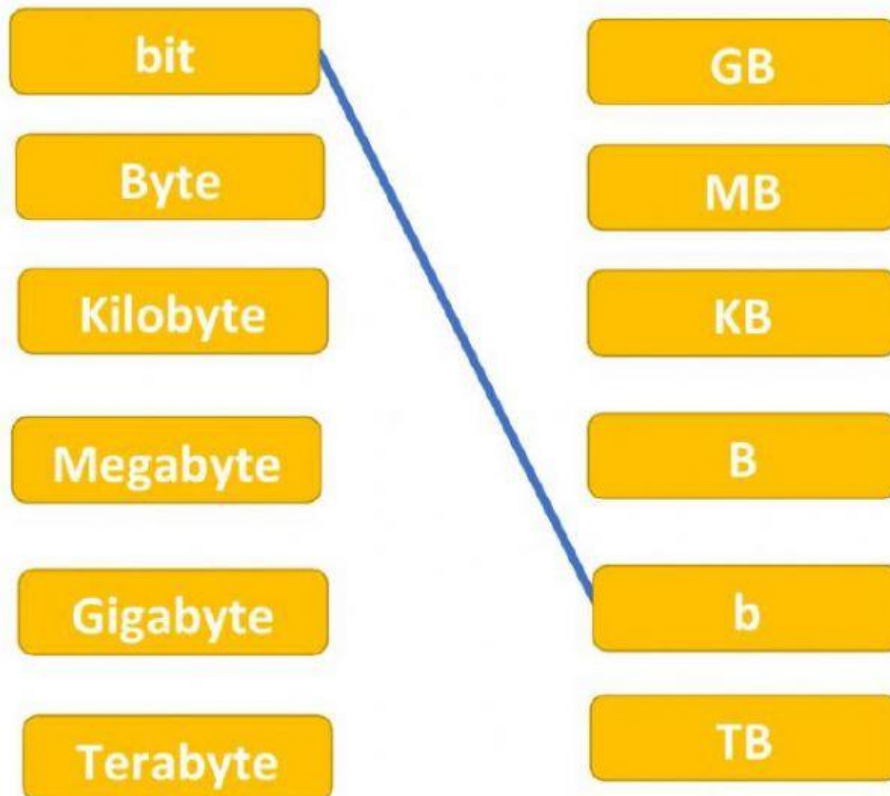 bit
Byte
Kilobyte
Megabyte
Gigabyte
Terabyte
GB
MB
KB
B
b
TB